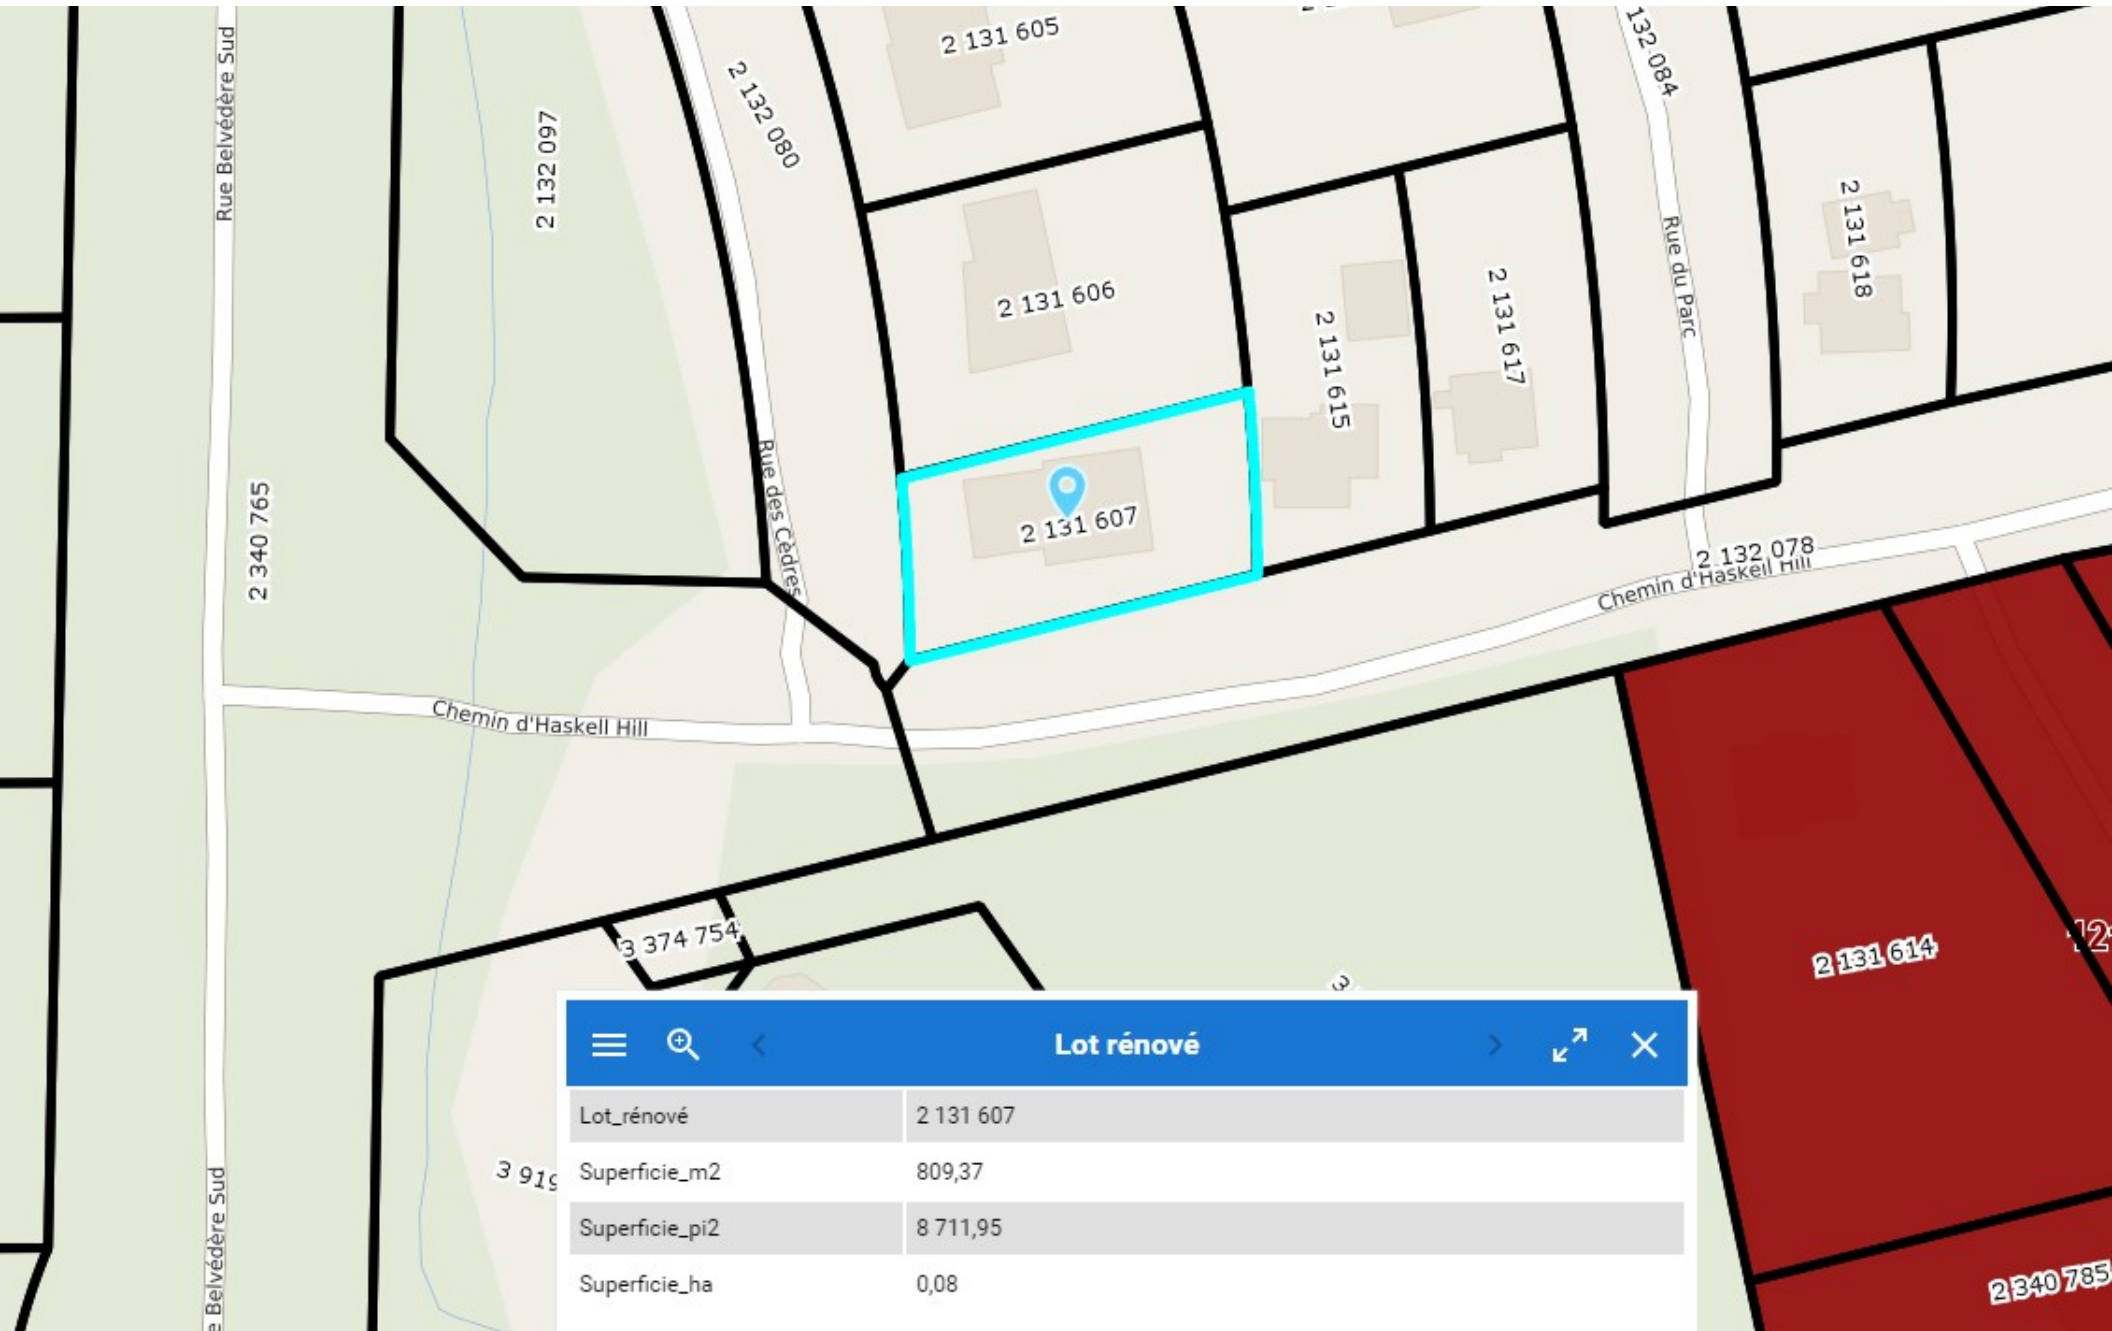 Rue Belvédère Sud
2 132 097
2 132 080
2 131 605
132 084
2 131 606
2 131 615
2 131 617
Rue du Parc
2 131 618
Rue des Cèdres
2 131 607
2 340 765
2 132 078
Chemin d'Haskell Hill
Chemin d'Haskell Hill
3 374 754
2 131 614
12
3 919
2 340 785
e Belvédère Sud
Lot rénové
Lot_rénové 2 131 607
Superficie_m2 809,37
Superficie_pi2 8 711,95
Superficie_ha 0,08